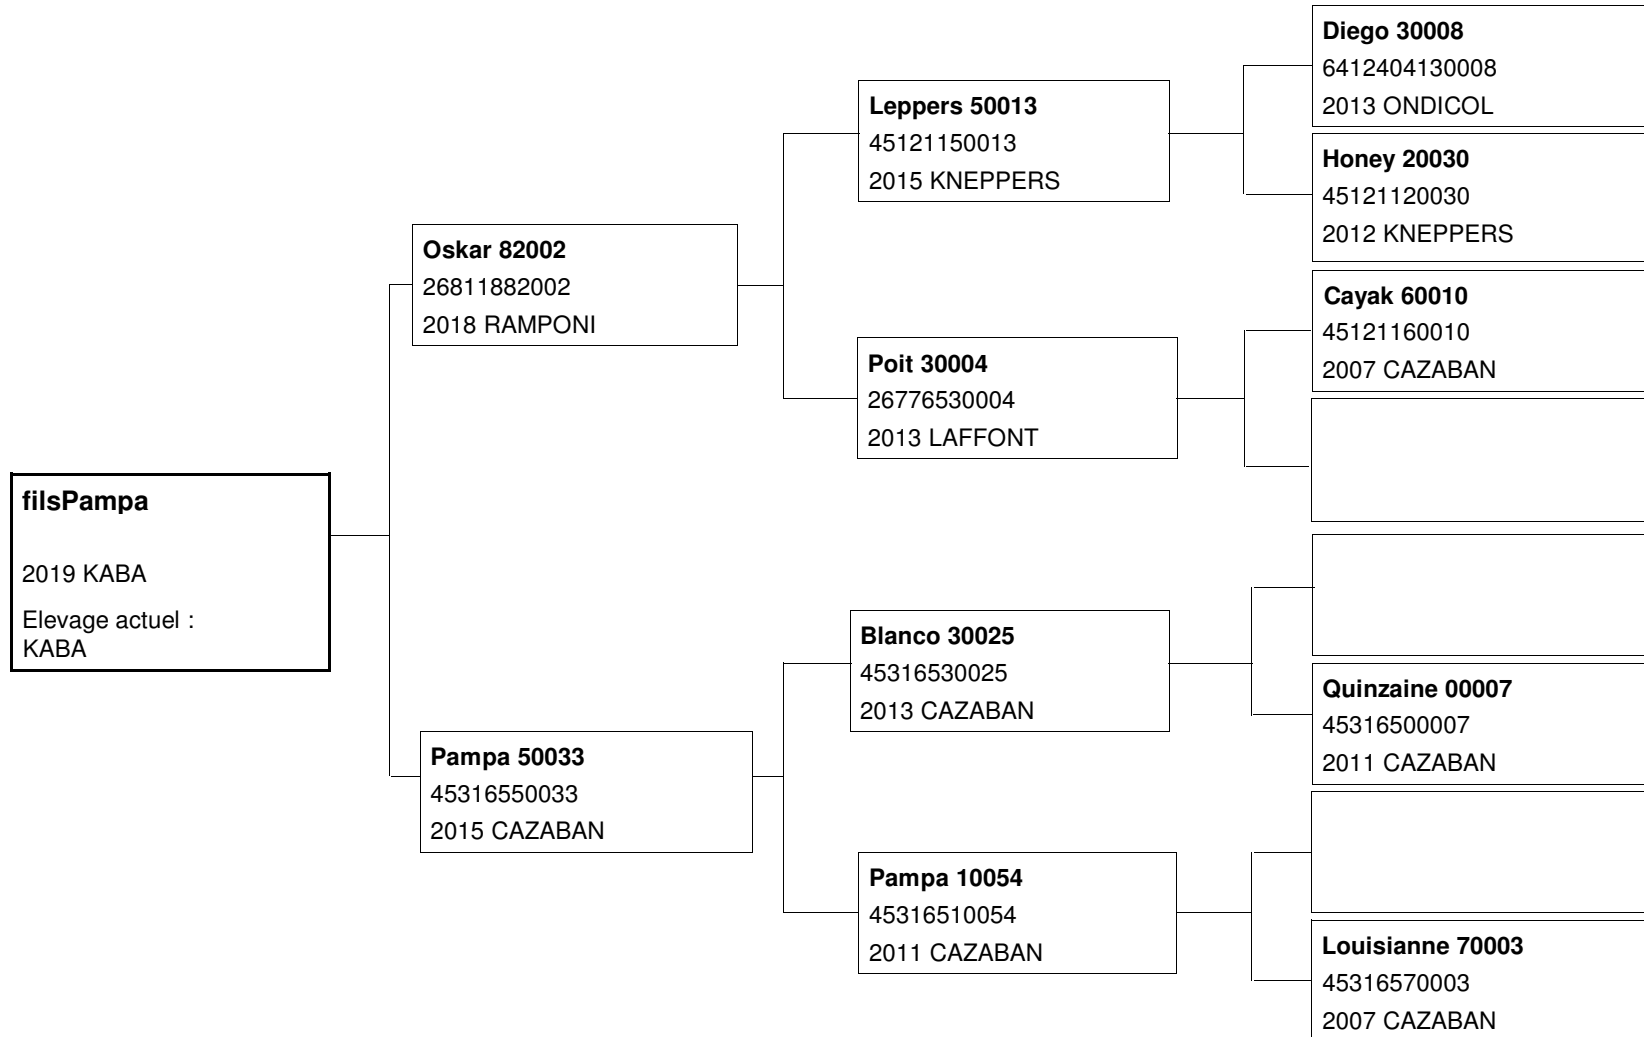 filsPampa
2019 KABA
Elevage actuel :
KABA
Oskar 82002
26811882002
2018 RAMPONI
Pampa 50033
45316550033
2015 CAZABAN
Leppers 50013
45121150013
2015 KNEPPERS
Poit 30004
26776530004
2013 LAFFONT
Blanco 30025
45316530025
2013 CAZABAN
Pampa 10054
45316510054
2011 CAZABAN
Diego 30008
6412404130008
2013 ONDICOL
Honey 20030
45121120030
2012 KNEPPERS
Cayak 60010
45121160010
2007 CAZABAN
Quinzaine 00007
45316500007
2011 CAZABAN
Louisianne 70003
45316570003
2007 CAZABAN